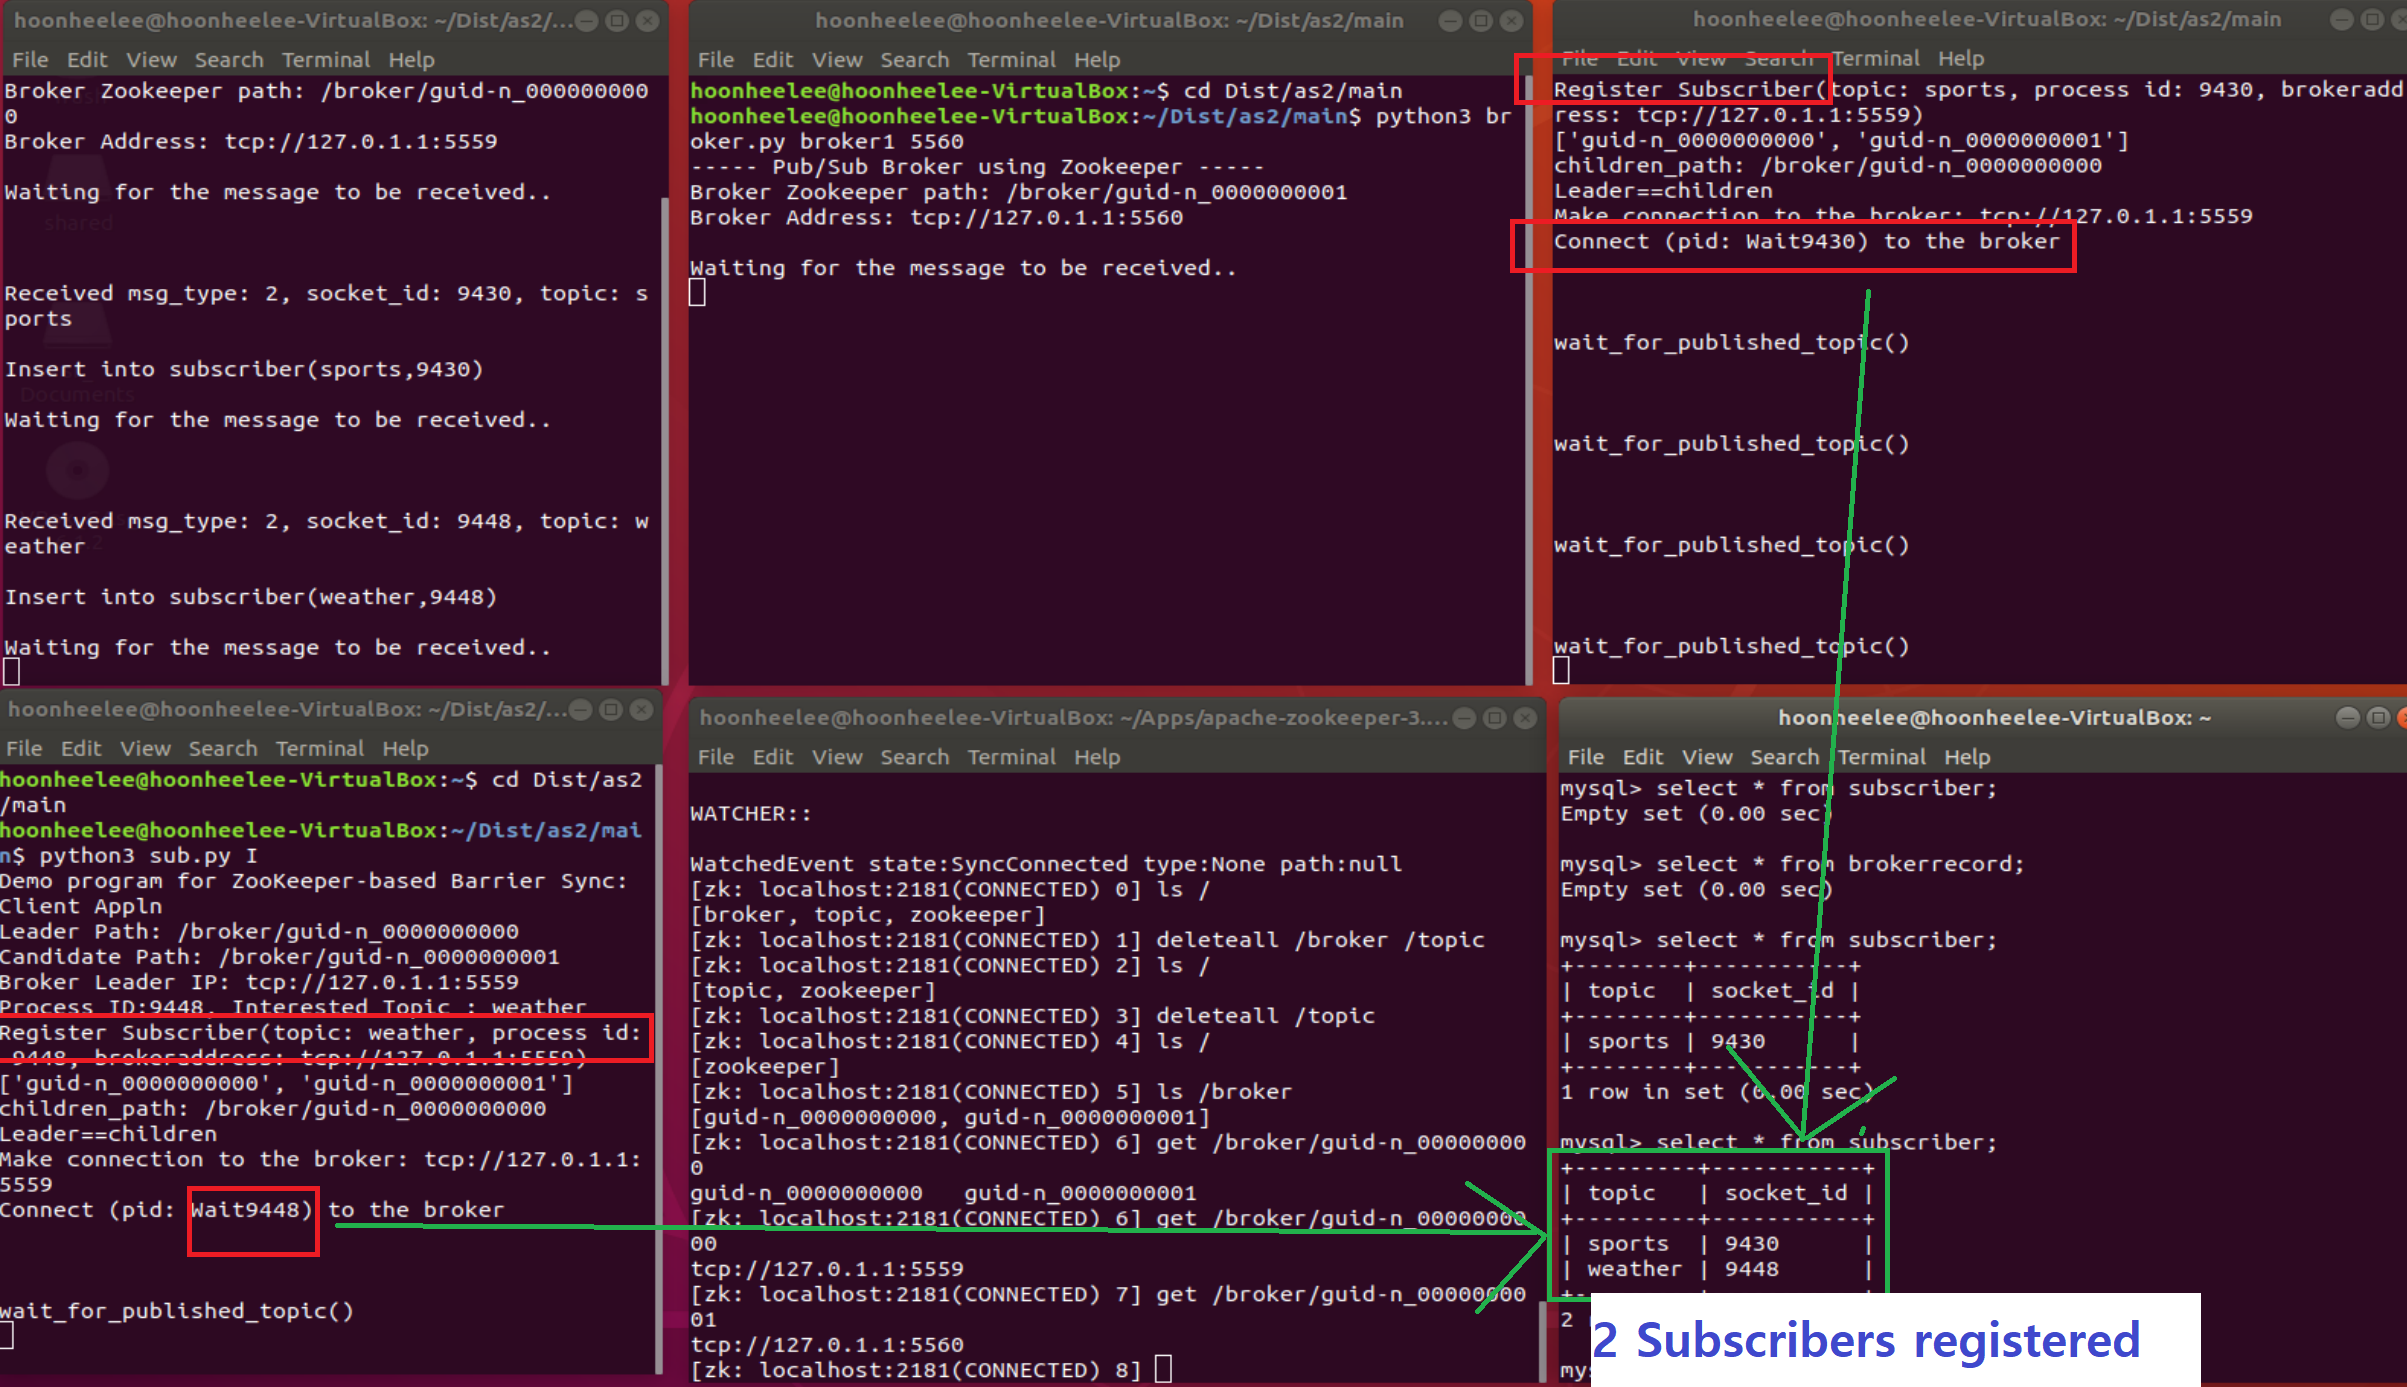 hoonheelee@hoonheelee-VirtualBox: ~/Dist/as2/...
File Edit View Search Terminal Help
Broker Zookeeper path: /broker/guid-n_000000000
0
Broker Address: tcp://127.0.1.1:5559
Waiting for the message to be received..
shared
Received msg_type: 2, socket_id: 9430, topic: s
ports
Insert into subscriber(sports,9430)
Documents
Waiting for the message to be received..
Received msg_type: 2, socket_id: 9448, topic: w
eather
Insert into subscriber(weather,9448)
Waiting for the message to be received..
hoonheelee@hoonheelee-VirtualBox: ~/Dist/as2/main
File Edit View Search Terminal Help
hoonheelee@hoonheelee-VirtualBox:~$ cd Dist/as2/main
hoonheelee@hoonheelee-VirtualBox:~/Dist/as2/main$ python3 br
oker.py broker1 5560
----- Pub/Sub Broker using Zookeeper -----
Broker Zookeeper path: /broker/guid-n_0000000001
Broker Address: tcp://127.0.1.1:5560
Waiting for the message to be received..
hoonheelee@hoonheelee-VirtualBox: ~/Dist/as2/main
File Edit View Search Terminal Help
Register Subscriber(topic: sports, process id: 9430, brokeradd
ress: tcp://127.0.1.1:5559)
['guid-n_0000000000', 'guid-n_0000000001']
children_path: /broker/guid-n_0000000000
Leader==children
Make connection to the broker: tcp://127.0.1.1:5559
Connect (pid: Wait9430) to the broker
wait_for_published_topic()
wait_for_published_topic()
wait_for_published_topic()
wait_for_published_topic()
hoonheelee@hoonheelee-VirtualBox: ~/Dist/as2/...
File Edit View Search Terminal Help
hoonheelee@hoonheelee-VirtualBox:~$ cd Dist/as2
/main
hoonheelee@hoonheelee-VirtualBox:~/Dist/as2/mai
n$ python3 sub.py I
Demo program for ZooKeeper-based Barrier Sync:
Client Appln
Leader Path: /broker/guid-n_0000000000
Candidate Path: /broker/guid-n_0000000001
Broker Leader IP: tcp://127.0.1.1:5559
Process ID:9448, Interested Topic : weather
Register Subscriber(topic: weather, process id:
9448, brokeraddress: tcp://127.0.1.1:5559)
['guid-n_0000000000', 'guid-n_0000000001']
children_path: /broker/guid-n_0000000000
Leader==children
Make connection to the broker: tcp://127.0.1.1:
5559
Connect (pid: Wait9448) to the broker
wait_for_published_topic()
hoonheelee@hoonheelee-VirtualBox: ~/Apps/apache-zookeeper-3....
File Edit View Search Terminal Help
WATCHER::
WatchedEvent state:SyncConnected type:None path:null
[zk: localhost:2181(CONNECTED) 0] ls /
[broker, topic, zookeeper]
[zk: localhost:2181(CONNECTED) 1] deleteall /broker /topic
[zk: localhost:2181(CONNECTED) 2] ls /
[topic, zookeeper]
[zk: localhost:2181(CONNECTED) 3] deleteall /topic
[zk: localhost:2181(CONNECTED) 4] ls /
[zookeeper]
[zk: localhost:2181(CONNECTED) 5] ls /broker
[guid-n_0000000000, guid-n_0000000001]
[zk: localhost:2181(CONNECTED) 6] get /broker/guid-n_00000000
0
guid-n_0000000000 guid-n_0000000001
[zk: localhost:2181(CONNECTED) 6] get /broker/guid-n_00000000
00
tcp://127.0.1.1:5559
[zk: localhost:2181(CONNECTED) 7] get /broker/guid-n_00000000
01
tcp://127.0.1.1:5560
[zk: localhost:2181(CONNECTED) 8]
hoonheelee@hoonheelee-VirtualBox: ~
File Edit View Search Terminal Help
mysql> select * from subscriber;
Empty set (0.00 sec)
mysql> select * from brokerrecord;
Empty set (0.00 sec)
mysql> select * from subscriber;
+--------+-----------+
| topic | socket_id |
+--------+-----------+
| sports | 9430 |
+--------+-----------+
1 row in set (0.00 sec)
mysql> select * from subscriber;
+---------+-----------+
| topic | socket_id |
+---------+-----------+
| sports | 9430 |
| weather | 9448 |
2
2 Subscribers registered